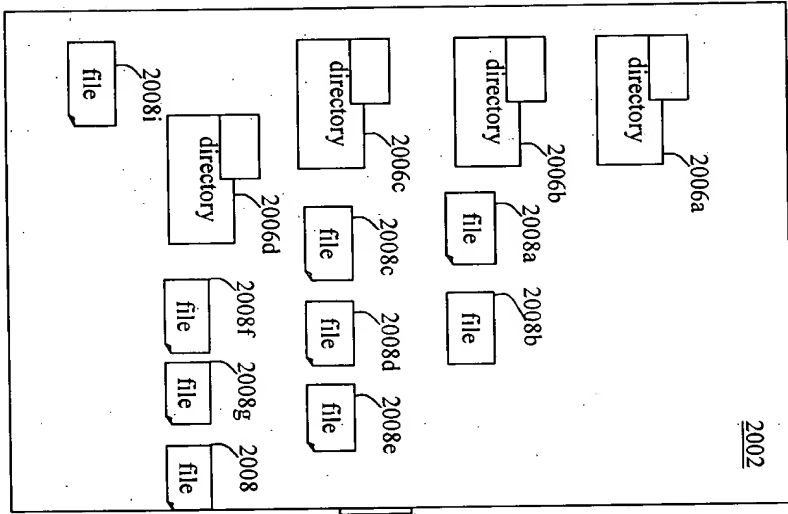 2002
2006a
directory
2006b
directory
2008a
file
2008b
file
2006c
directory
2008c
file
2008d
file
2008e
file
2006d
directory
2008f
file
2008g
file
2008
file
2008i
file